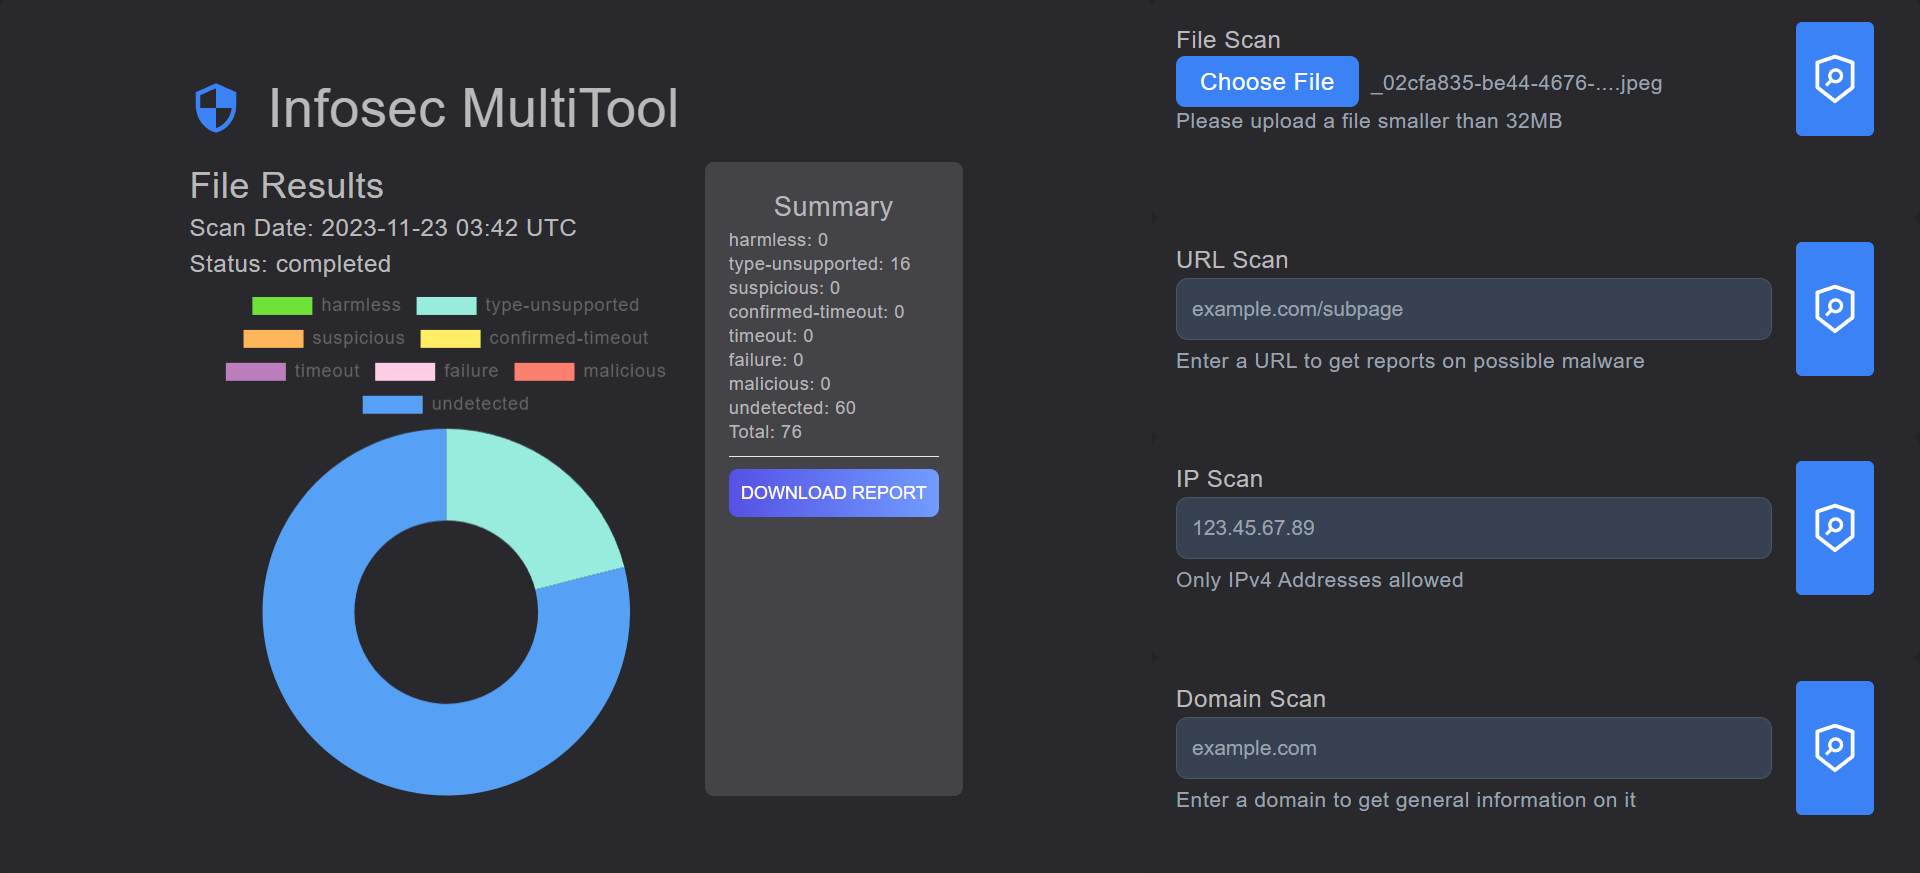 Infosec MultiTool
File Results
Scan Date: 2023-11-23 03:42 UTC
Status: completed
harmless type-unsupported
suspicious confirmed-timeout
timeout failure malicious
undetected
Summary
harmless: 0
type-unsupported: 16
suspicious: 0
confirmed-timeout: 0
timeout: 0
failure: 0
malicious: 0
undetected: 60
Total: 76
DOWNLOAD REPORT
File Scan
Choose File _02cfa835-be44-4676-....jpeg
Please upload a file smaller than 32MB
URL Scan
example.com/subpage
Enter a URL to get reports on possible malware
IP Scan
123.45.67.89
Only IPv4 Addresses allowed
Domain Scan
example.com
Enter a domain to get general information on it